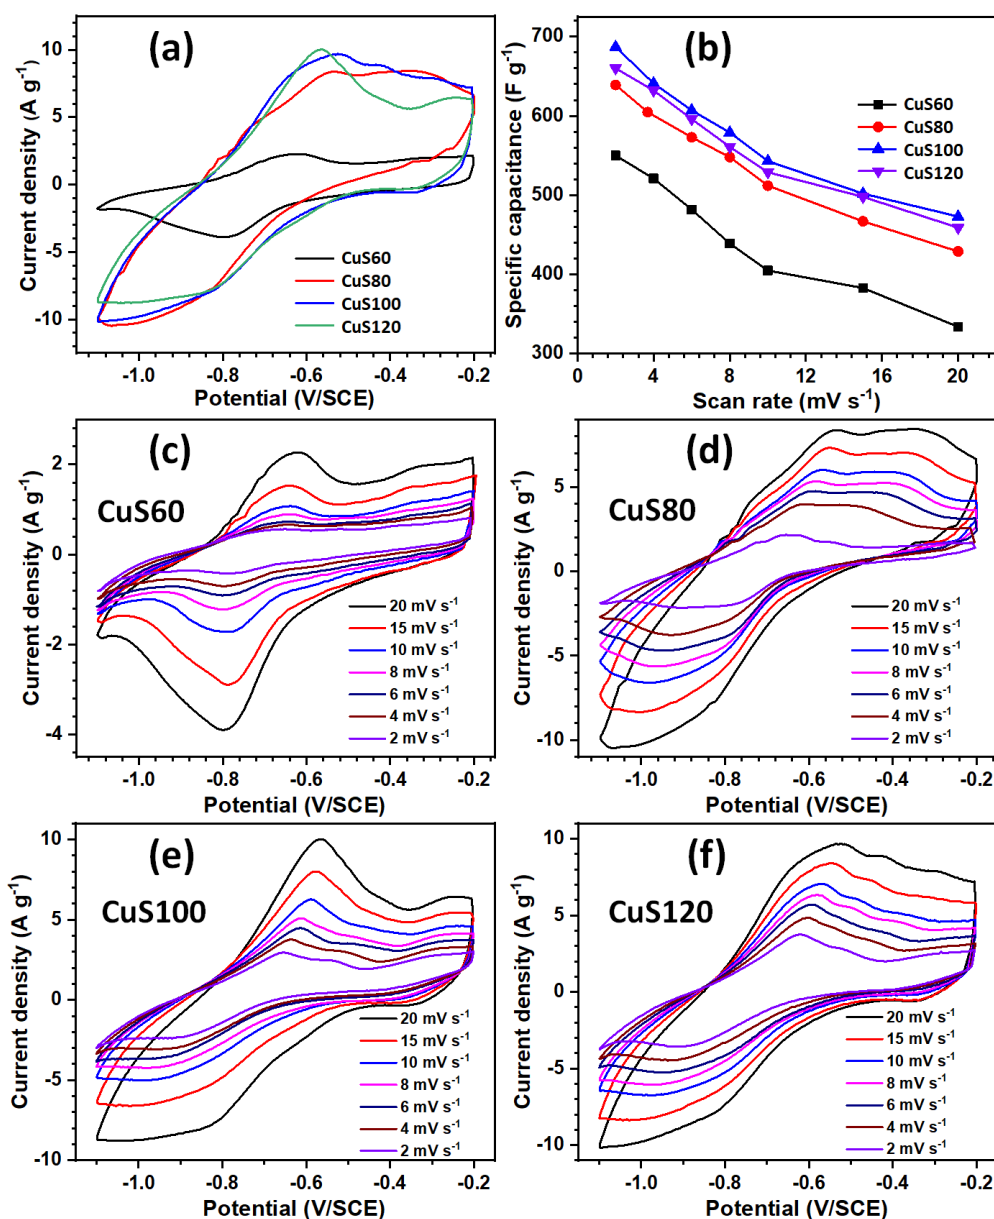 (a)
Current density (A g⁻¹)
10
5
0
-5
-10
CuS60
CuS80
CuS100
CuS120
-1.0 -0.8 -0.6 -0.4 -0.2
Potential (V/SCE)
(b)
Specific capacitance (F g⁻¹)
700
600
500
400
300
CuS60
CuS80
CuS100
CuS120
0 4 8 12 16 20
Scan rate (mV s⁻¹)
(c)
CuS60
Current density (A g⁻¹)
2
0
-2
-4
20 mV s⁻¹
15 mV s⁻¹
10 mV s⁻¹
8 mV s⁻¹
6 mV s⁻¹
4 mV s⁻¹
2 mV s⁻¹
-1.0 -0.8 -0.6 -0.4 -0.2
Potential (V/SCE)
(d)
CuS80
Current density (A g⁻¹)
5
0
-5
-10
20 mV s⁻¹
15 mV s⁻¹
10 mV s⁻¹
8 mV s⁻¹
6 mV s⁻¹
4 mV s⁻¹
2 mV s⁻¹
-1.0 -0.8 -0.6 -0.4 -0.2
Potential (V/SCE)
(e)
CuS100
Current density (A g⁻¹)
10
5
0
-5
-10
20 mV s⁻¹
15 mV s⁻¹
10 mV s⁻¹
8 mV s⁻¹
6 mV s⁻¹
4 mV s⁻¹
2 mV s⁻¹
-1.0 -0.8 -0.6 -0.4 -0.2
Potential (V/SCE)
(f)
CuS120
Current density (A g⁻¹)
10
5
0
-5
-10
20 mV s⁻¹
15 mV s⁻¹
10 mV s⁻¹
8 mV s⁻¹
6 mV s⁻¹
4 mV s⁻¹
2 mV s⁻¹
-1.0 -0.8 -0.6 -0.4 -0.2
Potential (V/SCE)